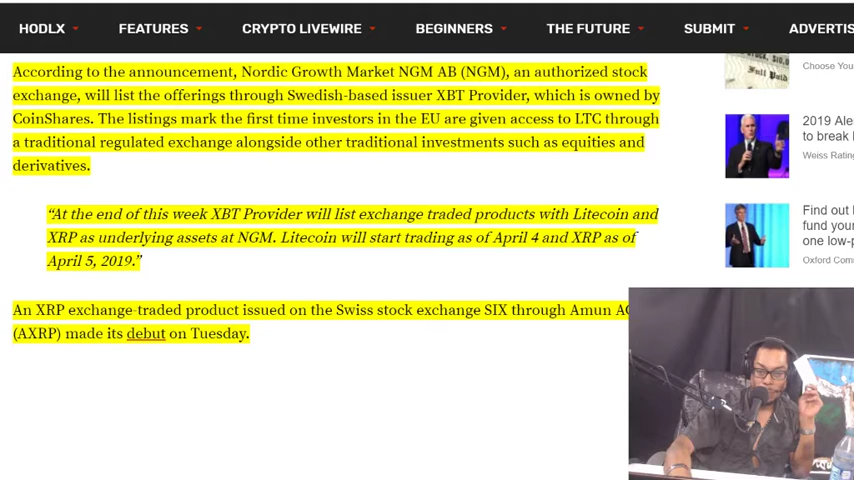 HODLX FEATURES CRYPTO LIVEWIRE BEGINNERS THE FUTURE SUBMIT
According to the announcement, Nordic Growth Market NGM AB (NGM), an authorized stock
exchange, will list the offerings through Swedish-based issuer XBT Provider, which is owned by
CoinShares. The listings mark the first time investors in the EU are given access to LTC through
a traditional regulated exchange alongside other traditional investments such as equities and
derivatives.
“At the end of this week XBT Provider will list exchange traded products with Litecoin and
XRP as underlying assets at NGM. Litecoin will start trading as of April 4 and XRP as of
April 5, 2019.”
An XRP exchange-traded product issued on the Swiss stock exchange SIX through Amun
(AXRP) made its debut on Tuesday.
Full Paid
Choose You
2019 Ale
to break
Weiss Rating
Find out
fund your
one low-p
Oxford Com